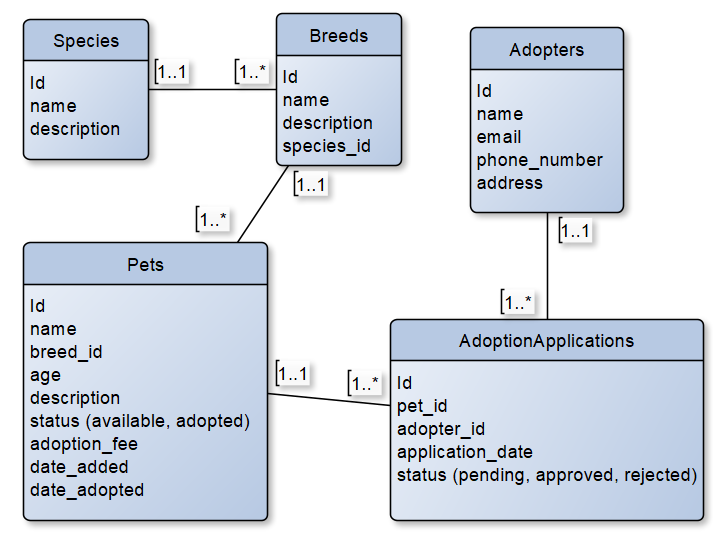 Species
Id
name
description
[1..1
[1..*
Breeds
Id
name
description
species_id
[1..1
[1..*
Adopters
Id
name
email
phone_number
address
[1..1
[1..*
Pets
Id
name
breed_id
age
description
status (available, adopted)
adoption_fee
date_added
date_adopted
[1..1
[1..*
AdoptionApplications
Id
pet_id
adopter_id
application_date
status (pending, approved, rejected)